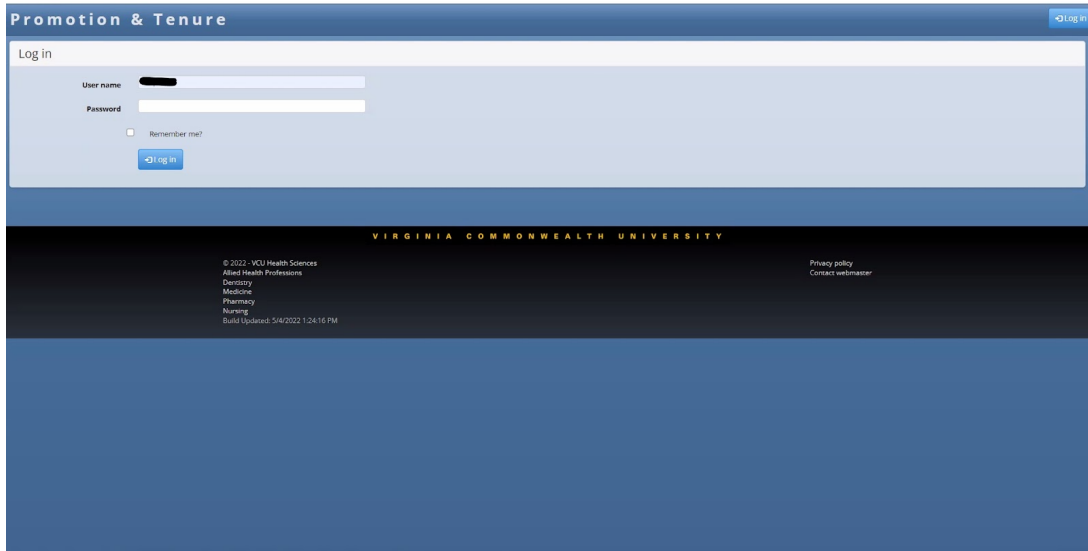 Promotion & Tenure
Log in
Log in
User name
Password
Remember me?
Log in
VIRGINIA COMMONWEALTH UNIVERSITY
© 2022 - VCU Health Sciences
Allied Health Professions
Dentistry
Medicine
Pharmacy
Nursing
Build Updated: 5/4/2022 1:24:16 PM
Privacy policy
Contact webmaster